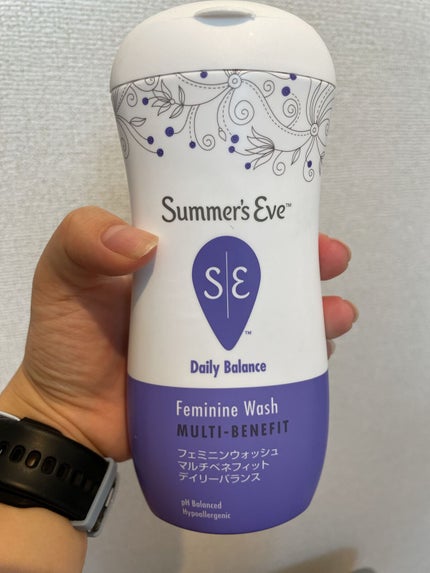 Summer's Eve™
S|E™
Daily Balance
Feminine Wash
MULTI-BENEFIT
フェミニンウォッシュ
マルチベネフィット
デイリーバランス
pH Balanced
Hypoallergenic